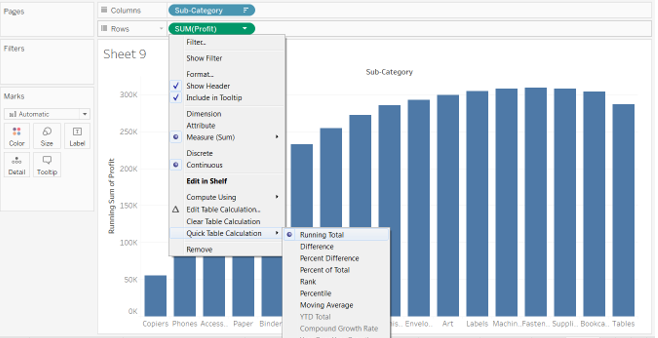 Pages
Columns
Sub-Category
Rows
SUM(Profit)
Filters
Marks
Automatic
Color
Size
Label
Detail
Tooltip
Sheet 9
Sub-Category
Filter...
Show Filter
Format...
Show Header
Include in Tooltip
Dimension
Attribute
Measure (Sum)
Discrete
Continuous
Edit in Shelf
Compute Using
Edit Table Calculation...
Clear Table Calculation
Quick Table Calculation
Remove
Running Total
Difference
Percent Difference
Percent of Total
Rank
Percentile
Moving Average
YTD Total
Compound Growth Rate
Running Sum of Profit
300K
250K
200K
150K
100K
50K
0K
Copiers Phones Access.. Paper Binder Envelo.. Art Labels Machin.. Fasten.. Suppli.. Bookca.. Tables